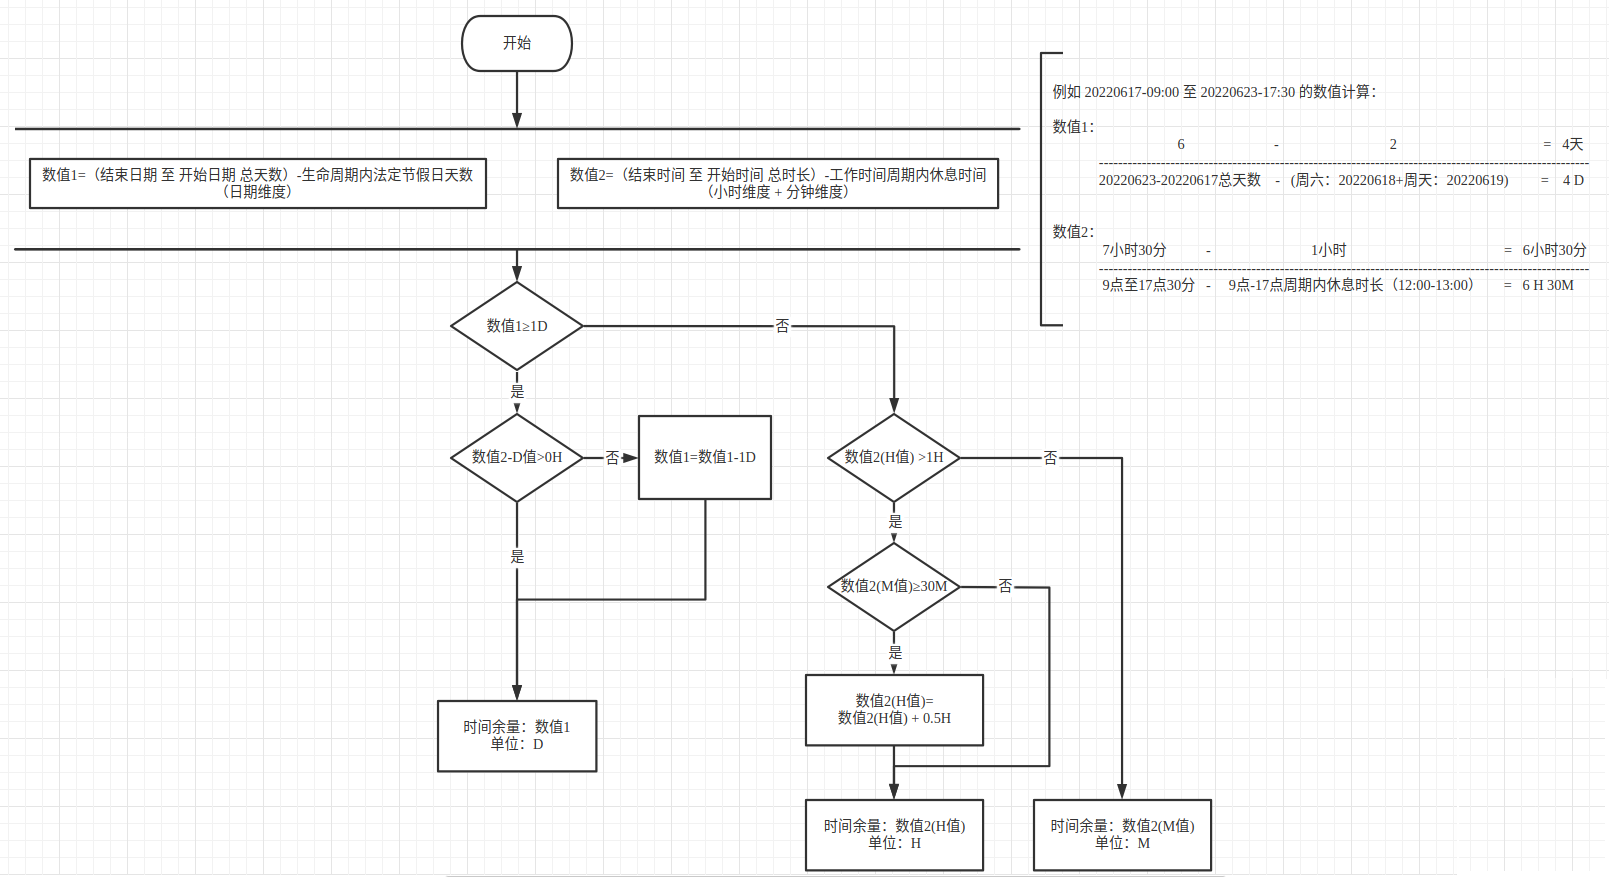 开始
数值1=（结束日期 至 开始日期 总天数）-生命周期内法定节假日天数
（日期维度）
数值2=（结束时间 至 开始时间 总时长）-工作时间周期内休息时间
（小时维度 + 分钟维度）
例如 20220617-09:00 至 20220623-17:30 的数值计算：
数值1：
6 - 2 = 4天
20220623-20220617总天数 - (周六：20220618+周天：20220619) = 4 D
数值2：
7小时30分 - 1小时 = 6小时30分
9点至17点30分 - 9点-17点周期内休息时长（12:00-13:00） = 6 H 30M
数值1≥1D
否
是
数值2-D值>0H
否
数值1=数值1-1D
数值2(H值) >1H
否
是
是
数值2(M值)≥30M
否
是
数值2(H值)=
数值2(H值) + 0.5H
时间余量：数值1
单位：D
时间余量：数值2(H值)
单位：H
时间余量：数值2(M值)
单位：M